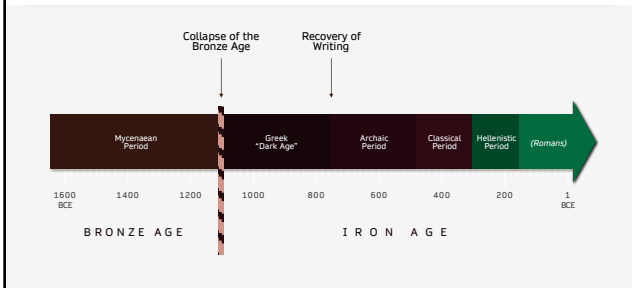 Collapse of the
Bronze Age
Recovery of
Writing
Mycenaean
Period
Greek
"Dark Age"
Archaic
Period
Classical
Period
Hellenistic
Period
(Romans)
1600
BCE
1400
1200
1000
800
600
400
200
1
BCE
BRONZE AGE
IRON AGE